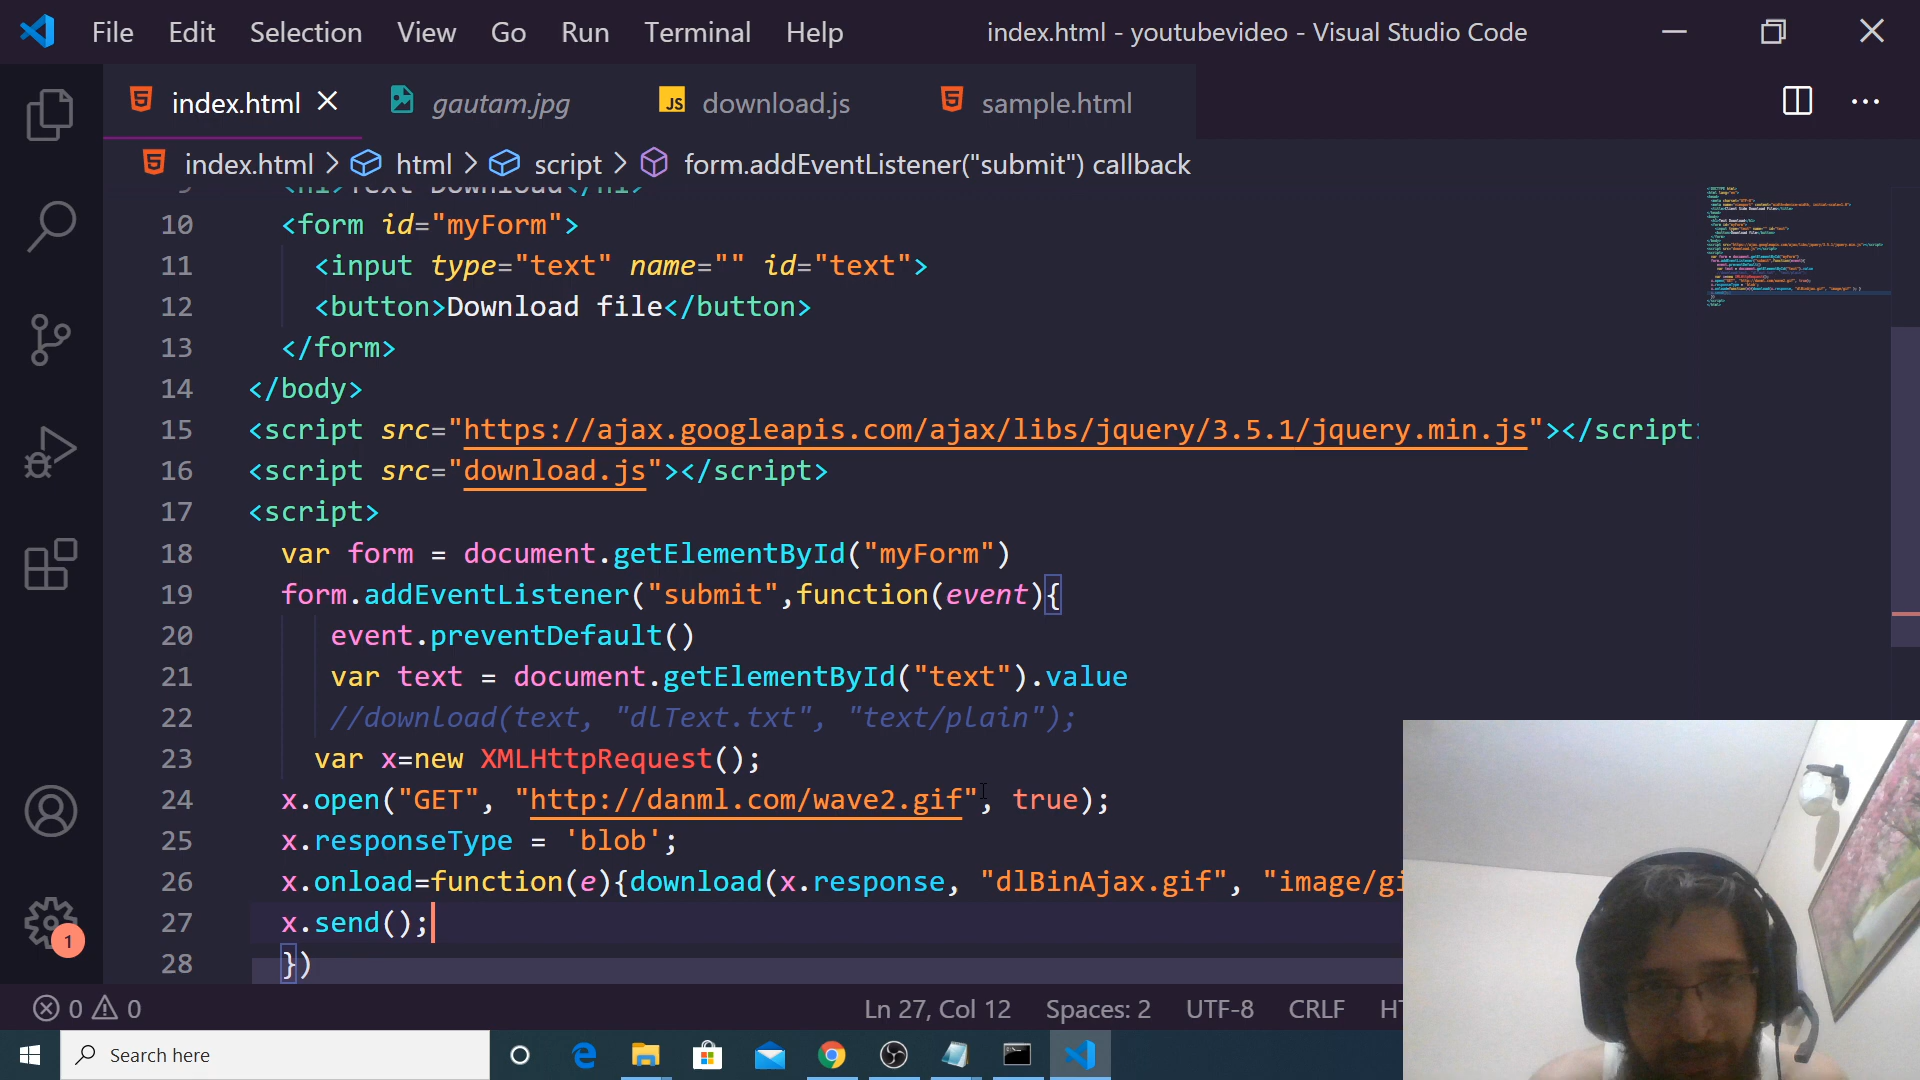 File Edit Selection View Go Run Terminal Help index.html - youtubevideo - Visual Studio Code
index.html gautam.jpg JS download.js sample.html
index.html > html > script > form.addEventListener("submit") callback
9 <h1>Text Download</h1>
10 <form id="myForm">
11 <input type="text" name="" id="text">
12 <button>Download file</button>
13 </form>
14 </body>
15 <script src="https://ajax.googleapis.com/ajax/libs/jquery/3.5.1/jquery.min.js"></script>
16 <script src="download.js"></script>
17 <script>
18 var form = document.getElementById("myForm")
19 form.addEventListener("submit",function(event){
20 event.preventDefault()
21 var text = document.getElementById("text").value
22 //download(text, "dlText.txt", "text/plain");
23 var x=new XMLHttpRequest();
24 x.open("GET", "http://danml.com/wave2.gif", true);
25 x.responseType = 'blob';
26 x.onload=function(e){download(x.response, "dlBinAjax.gif", "image/gi
27 x.send();
28 })
1
0 0 Ln 27, Col 12 Spaces: 2 UTF-8 CRLF HT
Search here